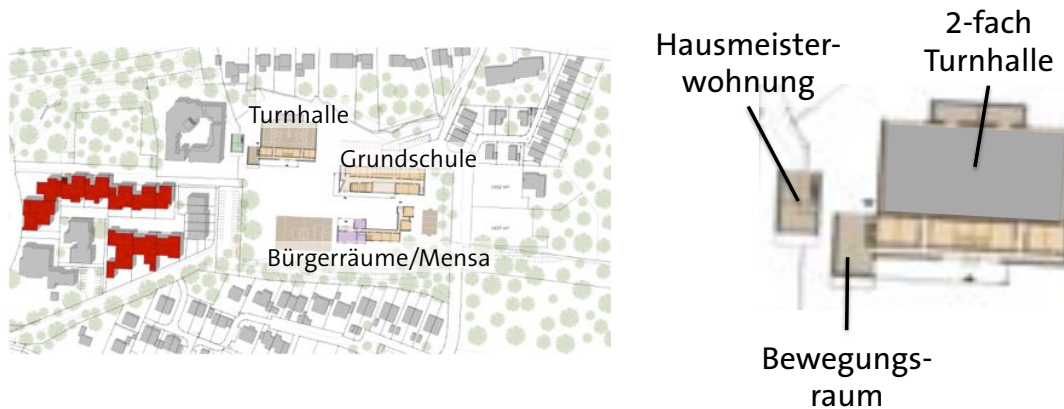 Turnhalle
Grundschule
Bürgerräume/Mensa
Hausmeister-
wohnung
2-fach
Turnhalle
Bewegungs-
raum